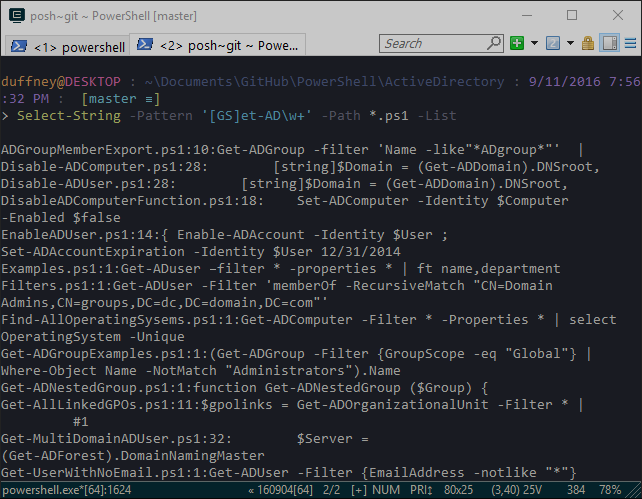 posh~git ~ PowerShell [master]
<1> powershell
<2> posh~git ~ Powe...
Search
duffney@DESKTOP : ~\Documents\GitHub\PowerShell\ActiveDirectory : 9/11/2016 7:56
:32 PM :  [master ≡]
> Select-String -Pattern '[GS]et-AD\w+' -Path *.ps1 -List
ADGroupMemberExport.ps1:10:Get-ADGroup -filter 'Name -like"*ADgroup*"'  |
Disable-ADComputer.ps1:28:        [string]$Domain = (Get-ADDomain).DNSroot,
Disable-ADUser.ps1:28:        [string]$Domain = (Get-ADDomain).DNSroot,
DisableADComputerFunction.ps1:18:    Set-ADComputer -Identity $Computer
-Enabled $false
EnableADUser.ps1:14:{ Enable-ADAccount -Identity $User ;
Set-ADAccountExpiration -Identity $User 12/31/2014
Examples.ps1:1:Get-ADuser -filter * -properties * | ft name,department
Filters.ps1:1:Get-ADUser -Filter 'memberOf -RecursiveMatch "CN=Domain
Admins,CN=groups,DC=dc,DC=domain,DC=com"'
Find-AllOperatingSysems.ps1:1:Get-ADComputer -Filter * -Properties * | select
OperatingSystem -Unique
Get-ADGroupExamples.ps1:1:(Get-ADGroup -Filter {GroupScope -eq "Global"} |
Where-Object Name -NotMatch "Administrators").Name
Get-ADNestedGroup.ps1:1:function Get-ADNestedGroup ($Group) {
Get-AllLinkedGPOs.ps1:11:$gpolinks = Get-ADOrganizationalUnit -Filter * |
#1
Get-MultiDomainADUser.ps1:32:        $Server =
(Get-ADForest).DomainNamingMaster
Get-UserWithNoEmail.ps1:1:Get-ADUser -Filter {EmailAddress -notlike "*"}
powershell.exe*[64]:1624 « 160904[64] 2/2 [+] NUM PRI↕ 80x25 (3,40) 25V 384 78%